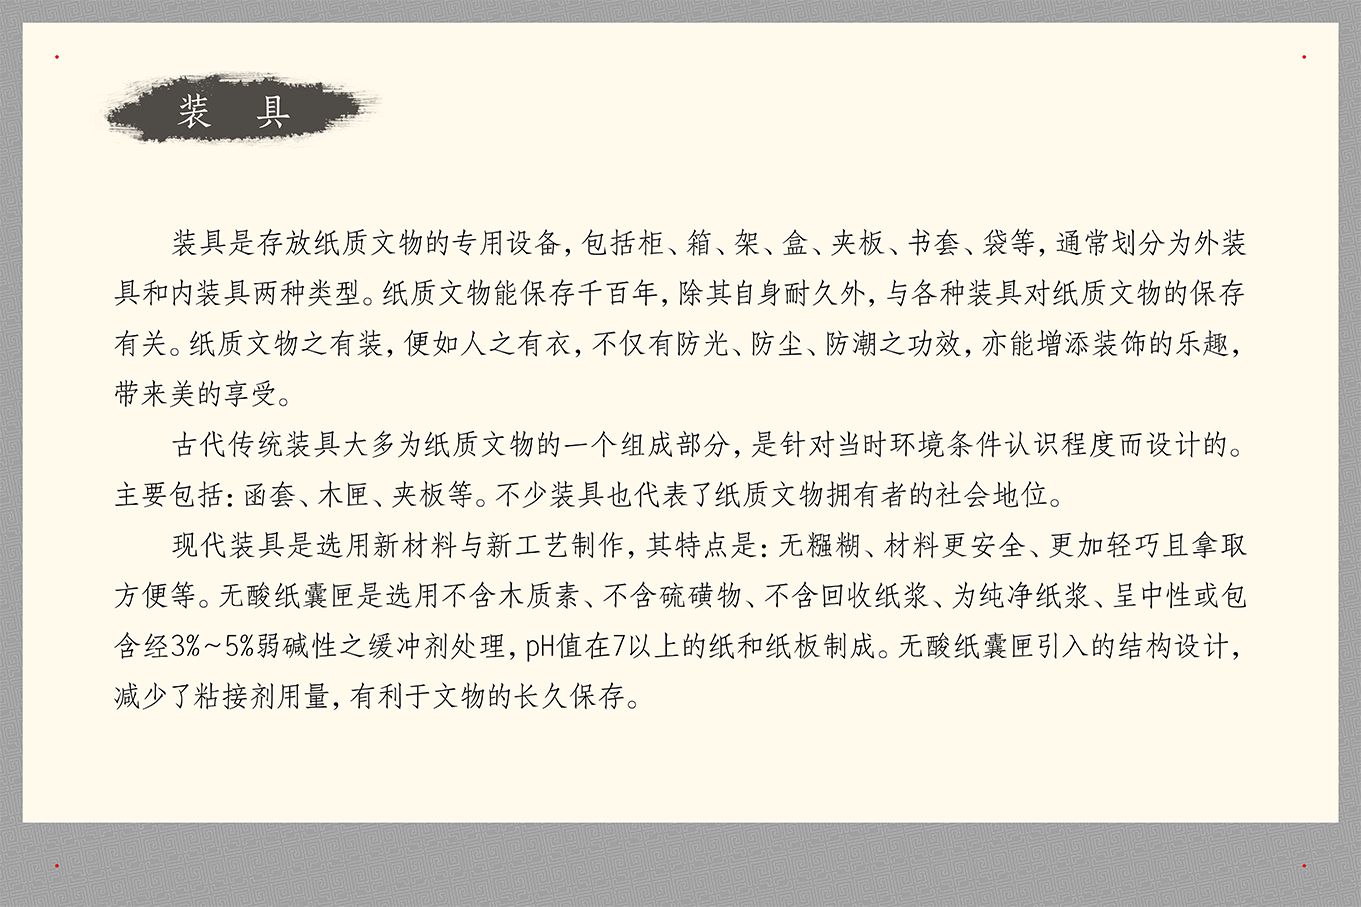 装 具
装具是存放纸质文物的专用设备，包括柜、箱、架、盒、夹板、书套、袋等，通常划分为外装
具和内装具两种类型。纸质文物能保存千百年，除其自身耐久外，与各种装具对纸质文物的保存
有关。纸质文物之有装，便如人之有衣，不仅有防光、防尘、防潮之功效，亦能增添装饰的乐趣，
带来美的享受。
古代传统装具大多为纸质文物的一个组成部分，是针对当时环境条件认识程度而设计的。
主要包括：函套、木匣、夹板等。不少装具也代表了纸质文物拥有者的社会地位。
现代装具是选用新材料与新工艺制作，其特点是：无糨糊、材料更安全、更加轻巧且拿取
方便等。无酸纸囊匣是选用不含木质素、不含硫磺物、不含回收纸浆、为纯净纸浆、呈中性或包
含经3%～5%弱碱性之缓冲剂处理，pH值在7以上的纸和纸板制成。无酸纸囊匣引入的结构设计，
减少了粘接剂用量，有利于文物的长久保存。